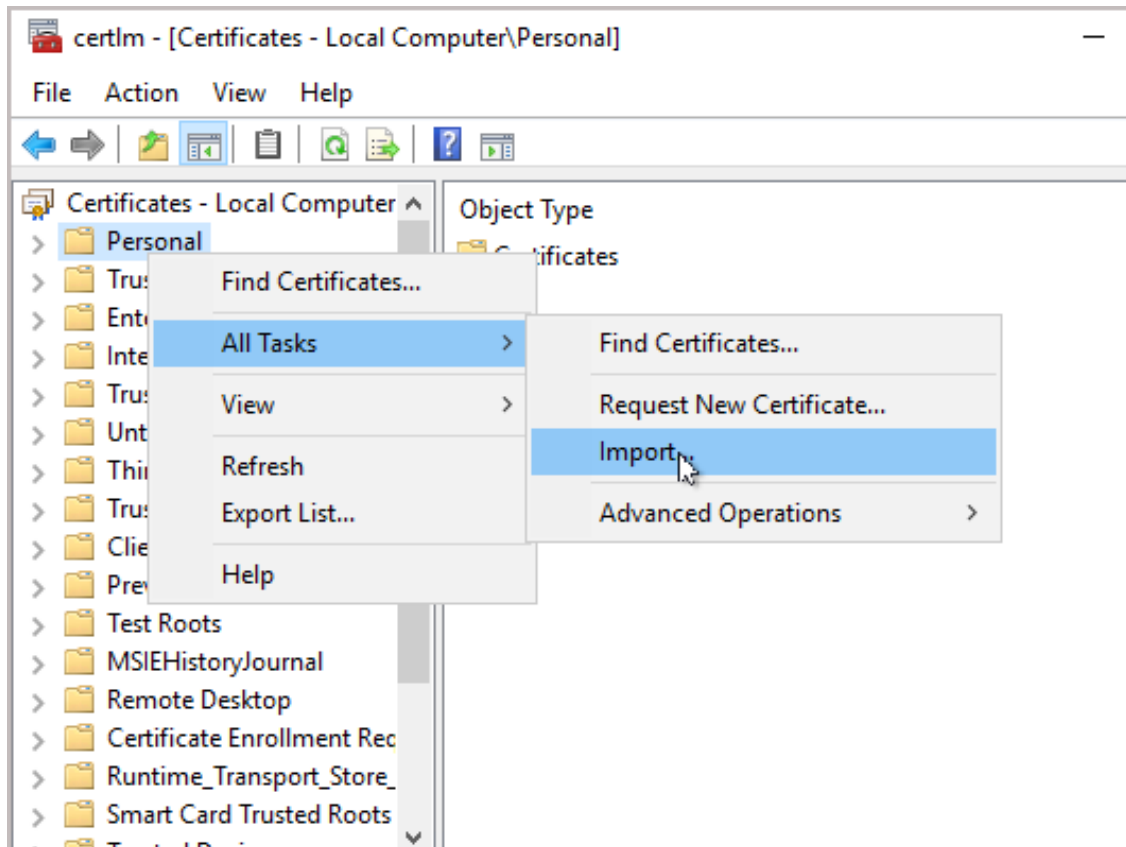 certlm - [Certificates - Local Computer\Personal]
File Action View Help
Certificates - Local Computer
Personal
Object Type
Find Certificates...
All Tasks
Find Certificates...
View
Request New Certificate...
Import...
Refresh
Export List...
Advanced Operations
Help
Test Roots
MSIEHistoryJournal
Remote Desktop
Certificate Enrollment Req
Runtime_Transport_Store_
Smart Card Trusted Roots